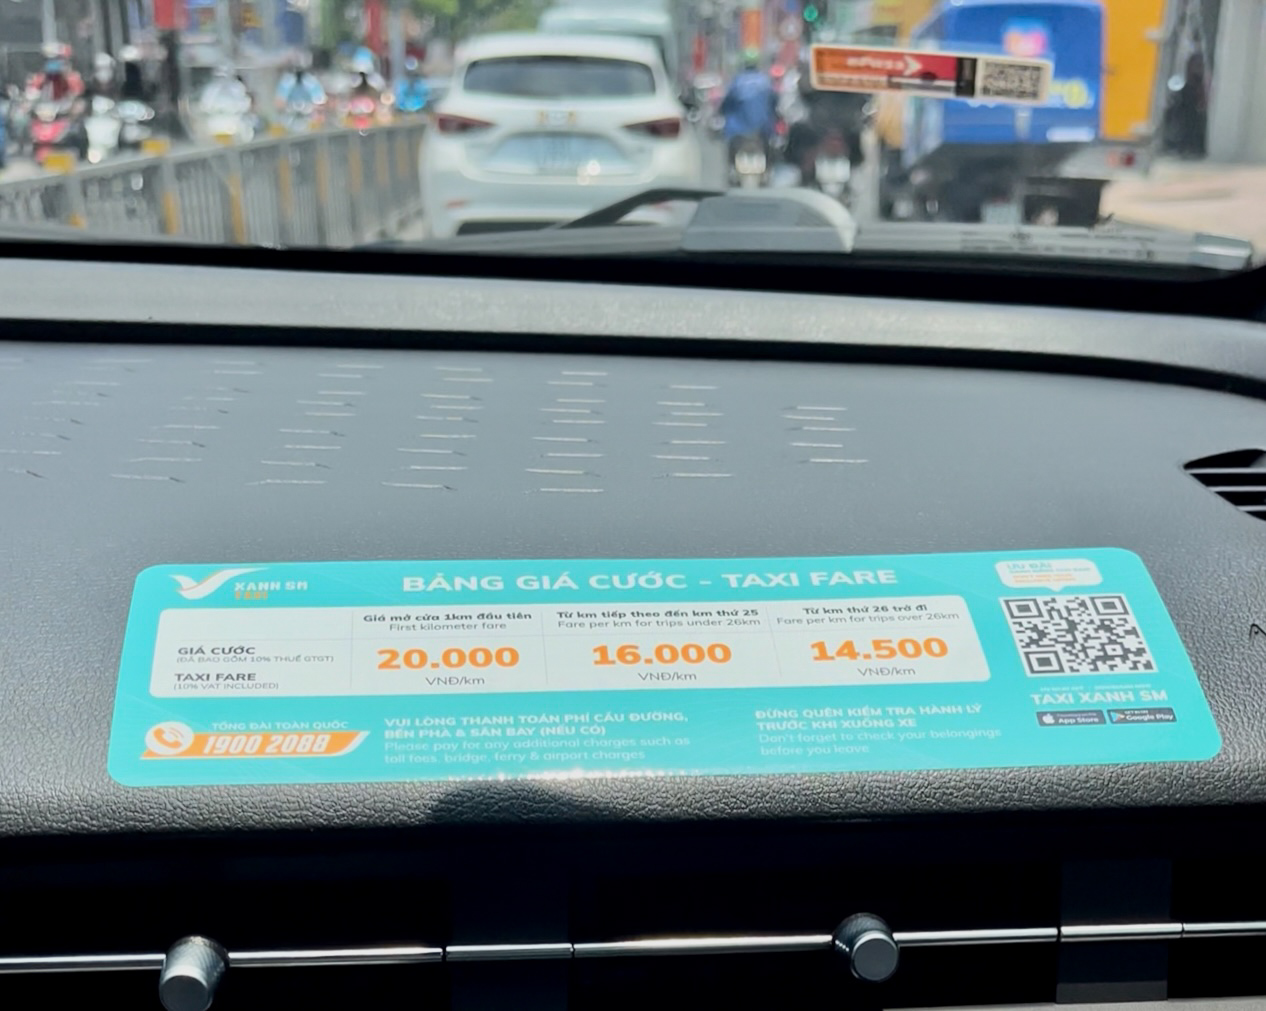 XANH SM
TAXI
BẢNG GIÁ CƯỚC - TAXI FARE
ƯU ĐÃI
Giá mở cửa 1km đầu tiên
First kilometer fare
Từ km tiếp theo đến km thứ 25
Fare per km for trips under 26km
Từ km thứ 26 trở đi
Fare per km for trips over 26km
GIÁ CƯỚC
(ĐÃ BAO GỒM 10% THUẾ GTGT)
TAXI FARE
(10% VAT INCLUDED)
20.000
VNĐ/km
16.000
VNĐ/km
14.500
VNĐ/km
TAXI XANH SM
App Store
Google Play
TỔNG ĐÀI TOÀN QUỐC
1900 2088
VUI LÒNG THANH TOÁN PHÍ CẦU ĐƯỜNG,
BẾN PHÀ & SÂN BAY (NẾU CÓ)
Please pay for any additional charges such as
toll fees, bridge, ferry & airport charges
ĐỪNG QUÊN KIỂM TRA HÀNH LÝ
TRƯỚC KHI XUỐNG XE
Don't forget to check your belongings
before you leave